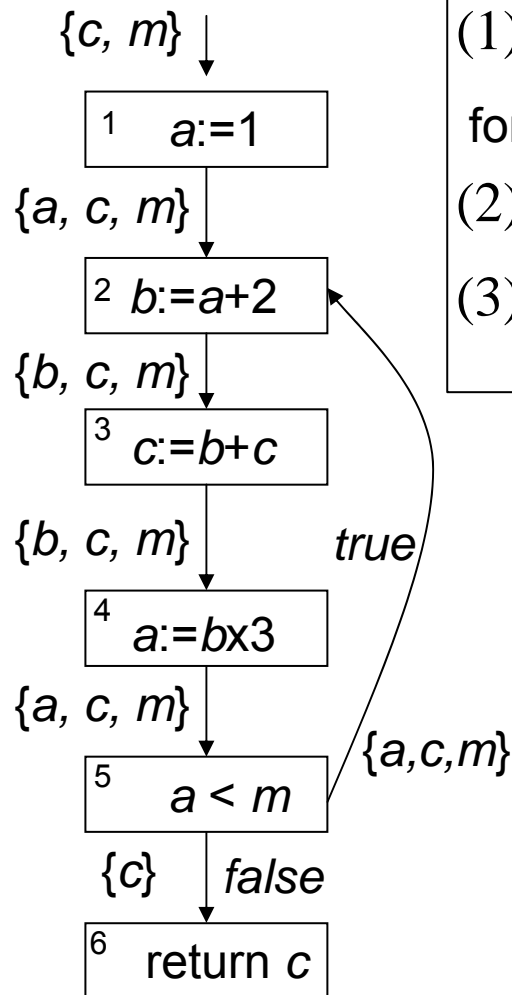 {c, m}
1 a:=1
{a, c, m}
2 b:=a+2
{b, c, m}
3 c:=b+c
{b, c, m}
true
4 a:=bx3
{a, c, m}
{a,c,m}
5 a < m
{c} false
6 return c
(1)
for
(2)
(3)